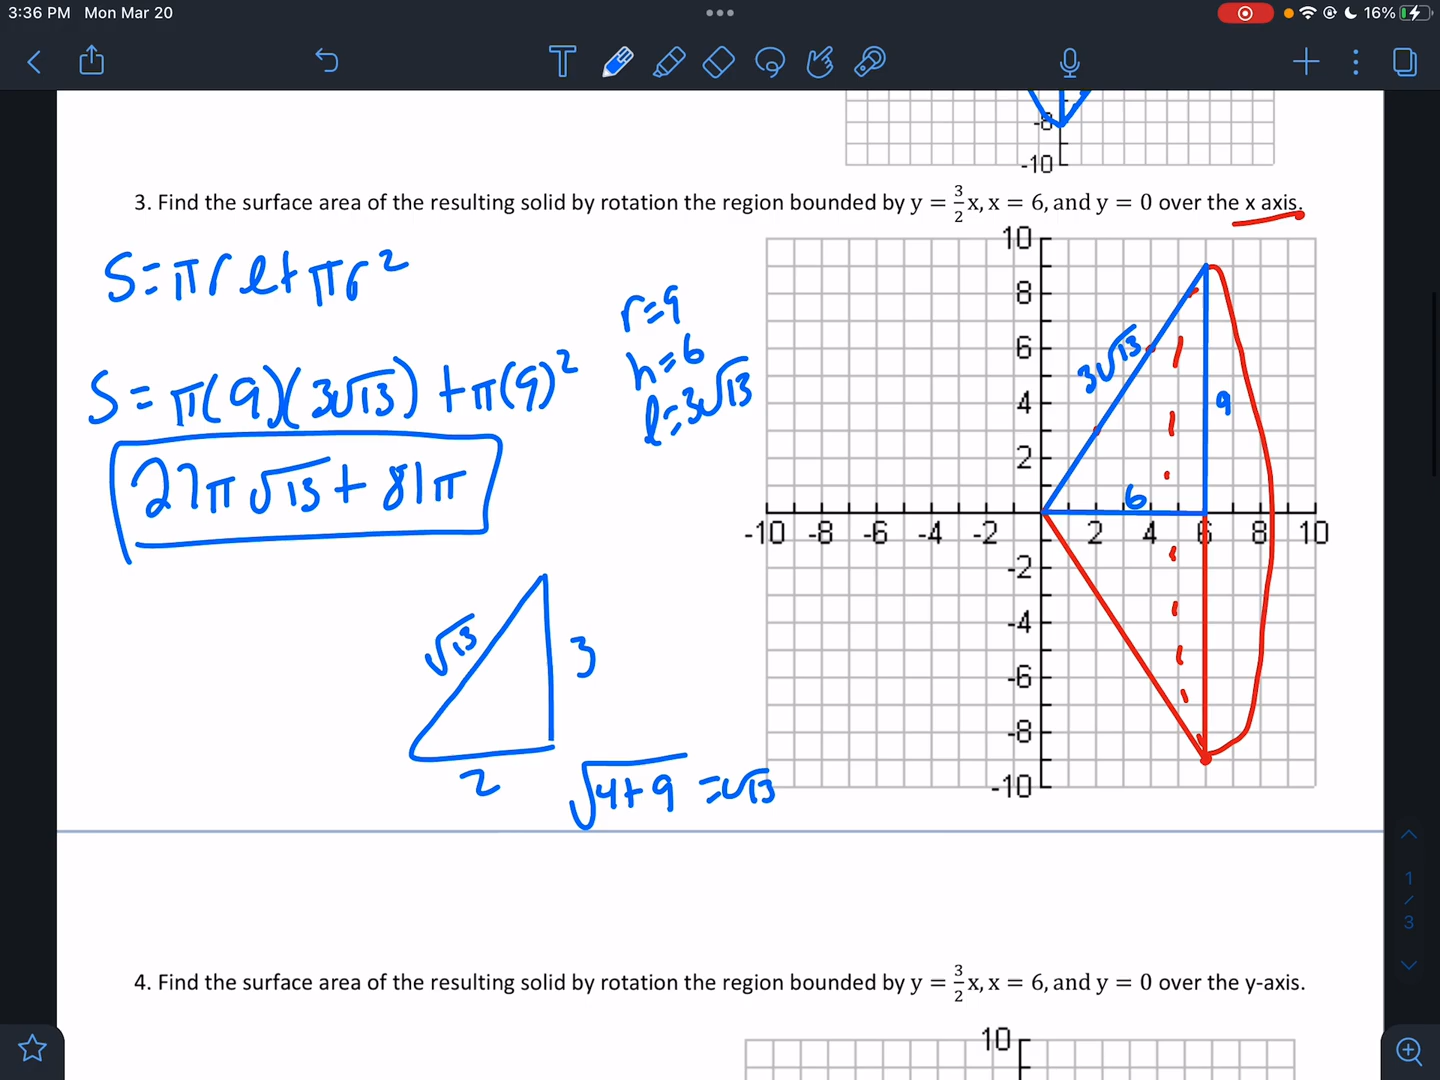 3:36 PM Mon Mar 20
16%
-8
-10
3. Find the surface area of the resulting solid by rotation the region bounded by y = 3/2x, x = 6, and y = 0 over the x axis.
S=πrl+πr²
r=9
h=6
l=3√13
S=π(9)(3√13)+π(9)²
27π√13+81π
√13
3
2
√4+9 =√13
10
8
6
4
2
-10 -8 -6 -4 -2 2 4 6 8 10
-2
-4
-6
-8
-10
3√13
9
6
1
/
3
4. Find the surface area of the resulting solid by rotation the region bounded by y = 3/2x, x = 6, and y = 0 over the y-axis.
10